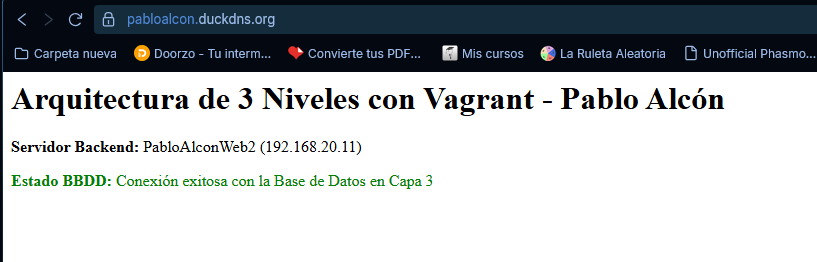 pabloalcon.duckdns.org
Carpeta nueva Doorzo - Tu interm... Convierte tus PDF... Mis cursos La Ruleta Aleatoria Unofficial Phasmo...
Arquitectura de 3 Niveles con Vagrant - Pablo Alcón
Servidor Backend: PabloAlconWeb2 (192.168.20.11)
Estado BBDD: Conexión exitosa con la Base de Datos en Capa 3